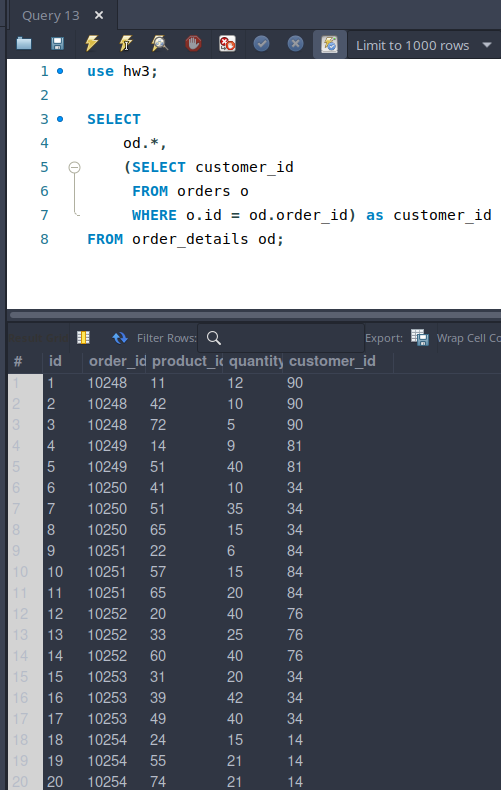 Query 13 ×
Limit to 1000 rows
1 use hw3;
2
3 SELECT
4 od.*,
5 (SELECT customer_id
6 FROM orders o
7 WHERE o.id = od.order_id) as customer_id
8 FROM order_details od;
Filter Rows: Export: Wrap Cell Co
# id order_id product_id quantity customer_id
1 1 10248 11 12 90
2 2 10248 42 10 90
3 3 10248 72 5 90
4 4 10249 14 9 81
5 5 10249 51 40 81
6 6 10250 41 10 34
7 7 10250 51 35 34
8 8 10250 65 15 34
9 9 10251 22 6 84
10 10 10251 57 15 84
11 11 10251 65 20 84
12 12 10252 20 40 76
13 13 10252 33 25 76
14 14 10252 60 40 76
15 15 10253 31 20 34
16 16 10253 39 42 34
17 17 10253 49 40 34
18 18 10254 24 15 14
19 19 10254 55 21 14
20 20 10254 74 21 14